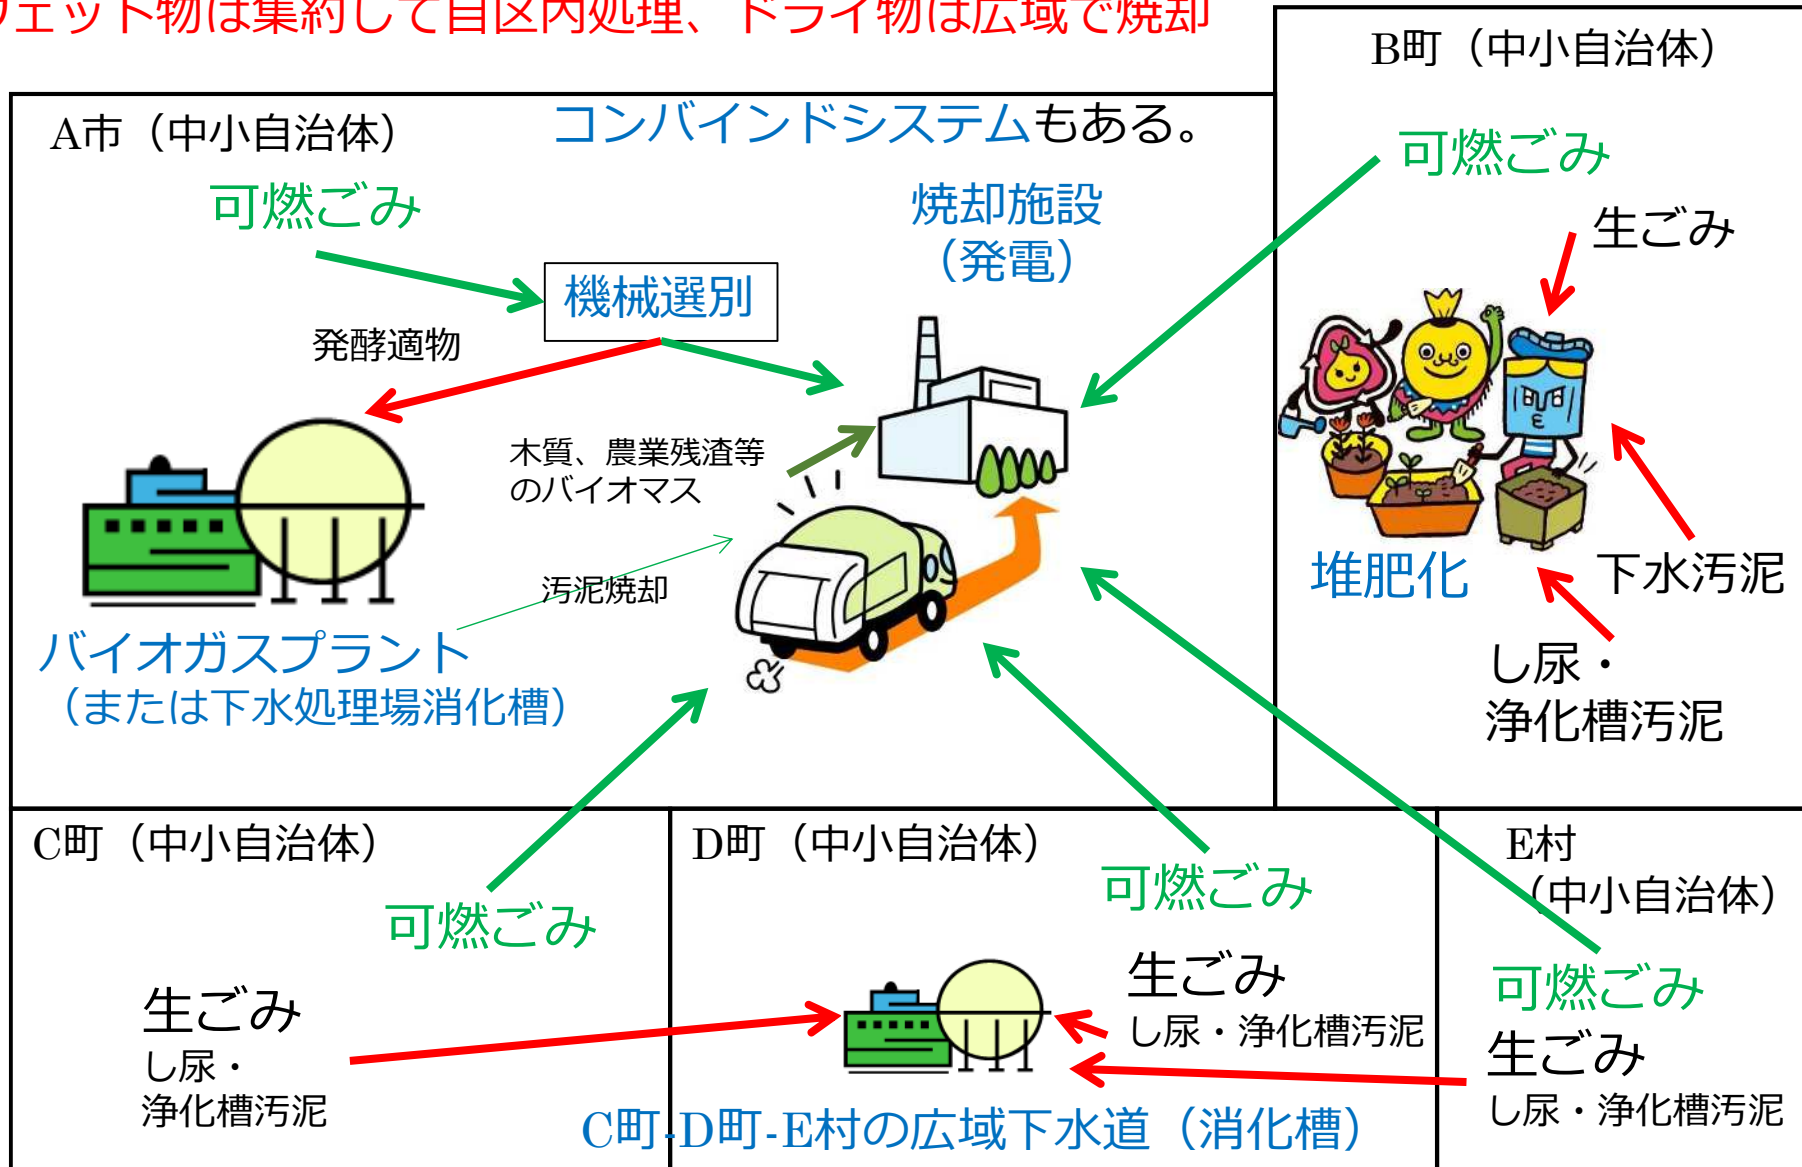 ウェット物は集約して自区内処理、ドライ物は広域で焼却
B町（中小自治体）
A市（中小自治体）
コンバインドシステムもある。
可燃ごみ
可燃ごみ
焼却施設
（発電）
生ごみ
機械選別
発酵適物
木質、農業残渣等
のバイオマス
汚泥焼却
堆肥化
下水汚泥
バイオガスプラント
（または下水処理場消化槽）
し尿・
浄化槽汚泥
C町（中小自治体）
可燃ごみ
生ごみ
し尿・
浄化槽汚泥
D町（中小自治体）
可燃ごみ
生ごみ
し尿・浄化槽汚泥
C町-D町-E村の広域下水道（消化槽）
E村
（中小自治体）
可燃ごみ
生ごみ
し尿・浄化槽汚泥